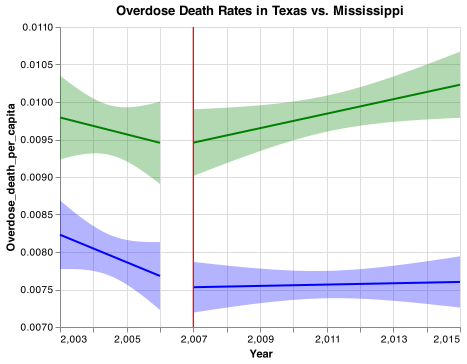 Overdose Death Rates in Texas vs. Mississippi
Overdose_death_per_capita
0.0110
0.0105
0.0100
0.0095
0.0090
0.0085
0.0080
0.0075
0.0070
2,003 2,005 2,007 2,009 2,011 2,013 2,015
Year